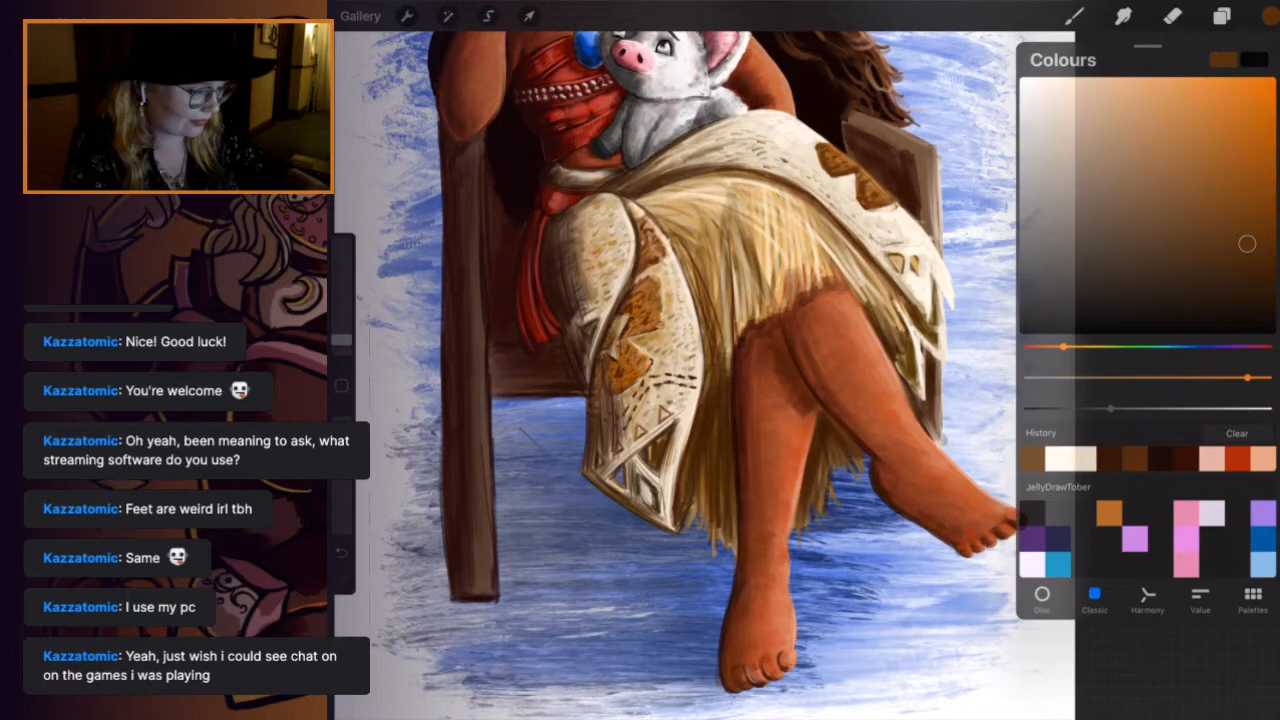 Gallery
Colours
Kazzatomic: Nice! Good luck!
Kazzatomic: You're welcome
Kazzatomic: Oh yeah, been meaning to ask, what
streaming software do you use?
Kazzatomic: Feet are weird irl tbh
Kazzatomic: Same
Kazzatomic: I use my pc
Kazzatomic: Yeah, just wish i could see chat on
on the games i was playing
History
Clear
JellyDrawTober
Disc
Classic
Harmony
Value
Palettes